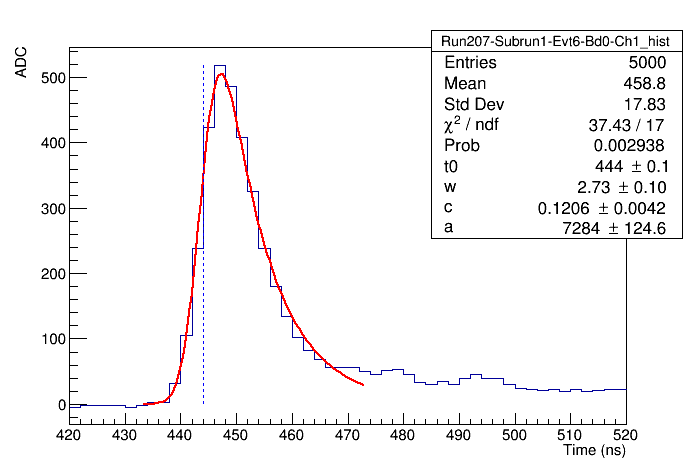 Run207-Subrun1-Evt6-Bd0-Ch1_hist
Entries 5000
Mean 458.8
Std Dev 17.83
χ² / ndf 37.43 / 17
Prob 0.002938
t0 444 ± 0.1
w 2.73 ± 0.10
c 0.1206 ± 0.0042
a 7284 ± 124.6
ADC
500
400
300
200
100
0
420 430 440 450 460 470 480 490 500 510 520
Time (ns)